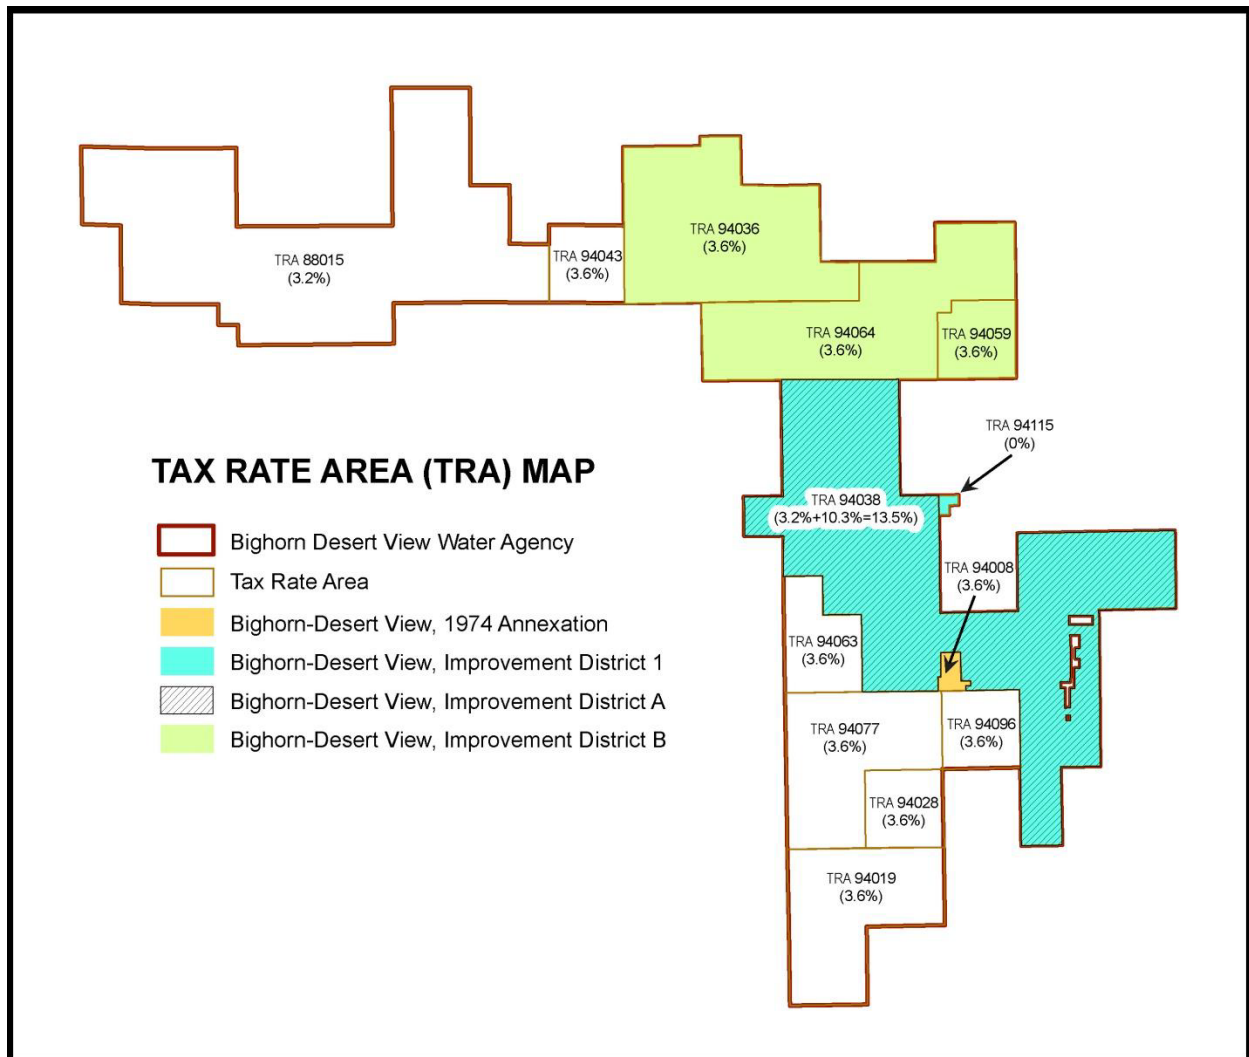 TRA 88015
(3.2%)
TRA 94043
(3.6%)
TRA 94036
(3.6%)
TRA 94064
(3.6%)
TRA 94059
(3.6%)
TRA 94115
(0%)
TAX RATE AREA (TRA) MAP
Bighorn Desert View Water Agency
Tax Rate Area
Bighorn-Desert View, 1974 Annexation
Bighorn-Desert View, Improvement District 1
Bighorn-Desert View, Improvement District A
Bighorn-Desert View, Improvement District B
TRA 94038
(3.2%+10.3%=13.5%)
TRA 94008
(3.6%)
TRA 94063
(3.6%)
TRA 94077
(3.6%)
TRA 94096
(3.6%)
TRA 94028
(3.6%)
TRA 94019
(3.6%)